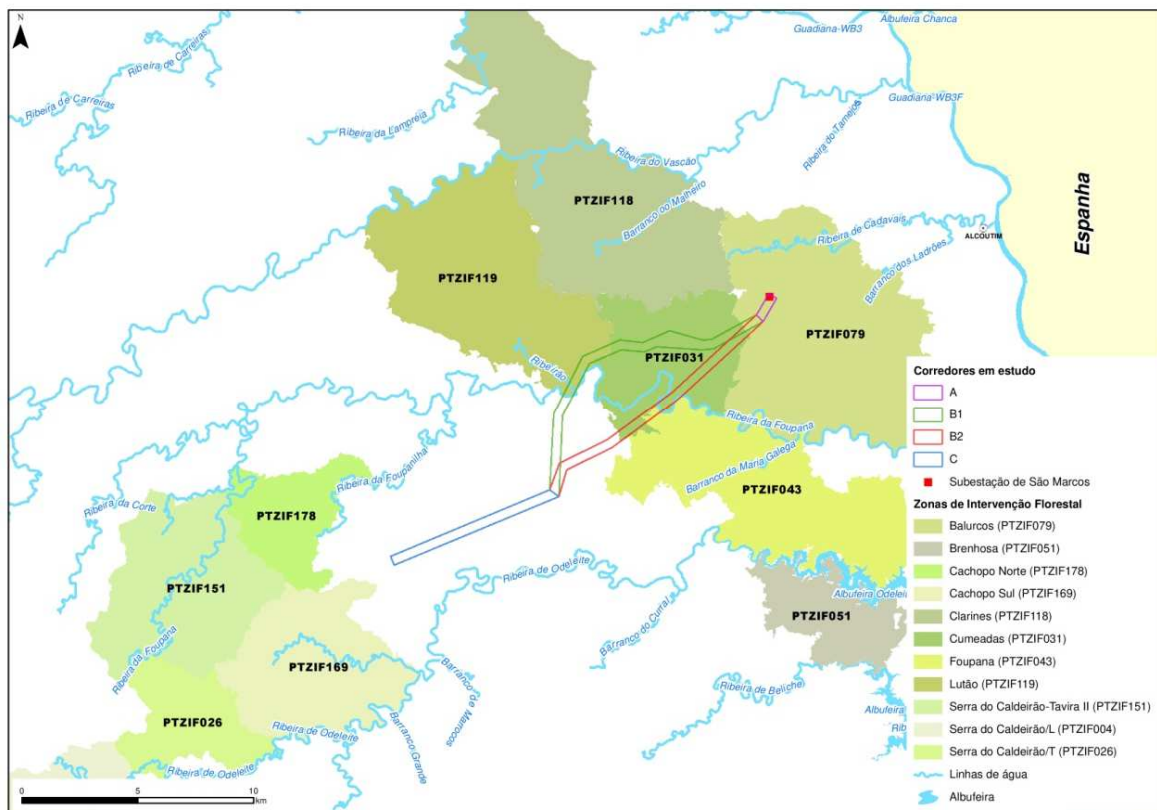 N
Ribeira de Carreiras
Ribeira de Carreiras
Ribeira da Lampreia
Albufeira Chanca
Guadiana-WB3
Guadiana-WB3F
Ribeira do Tamejos
Ribeira do Vascão
PTZIF118
Barranco oo Malheiro
Ribeira de Cadavais
ALCOUTIM
Espanha
Barranco dos Ladrões
PTZIF119
PTZIF079
PTZIF031
Ribeirão
Ribeira da Foupana
Barranco da Maria Galega
PTZIF043
Ribeira da Foupanilha
Ribeira da Corte
PTZIF178
PTZIF151
Ribeira de Odeleite
Albufeira Odeleite
PTZIF051
Barranco do Curral
Ribeira da Foupana
PTZIF169
Barranco de Marrocos
Ribeira de Beliche
Albufeira
Rib
PTZIF026
Ribeira de Odeleite
Barranco Grande
Ribeira de Odeleite
0 5 10
km
Corredores em estudo
A
B1
B2
C
Subestação de São Marcos
Zonas de Intervenção Florestal
Balurcos (PTZIF079)
Brenhosa (PTZIF051)
Cachopo Norte (PTZIF178)
Cachopo Sul (PTZIF169)
Clarines (PTZIF118)
Cumeadas (PTZIF031)
Foupana (PTZIF043)
Lutão (PTZIF119)
Serra do Caldeirão-Tavira II (PTZIF151)
Serra do Caldeirão/L (PTZIF004)
Serra do Caldeirão/T (PTZIF026)
Linhas de água
Albufeira